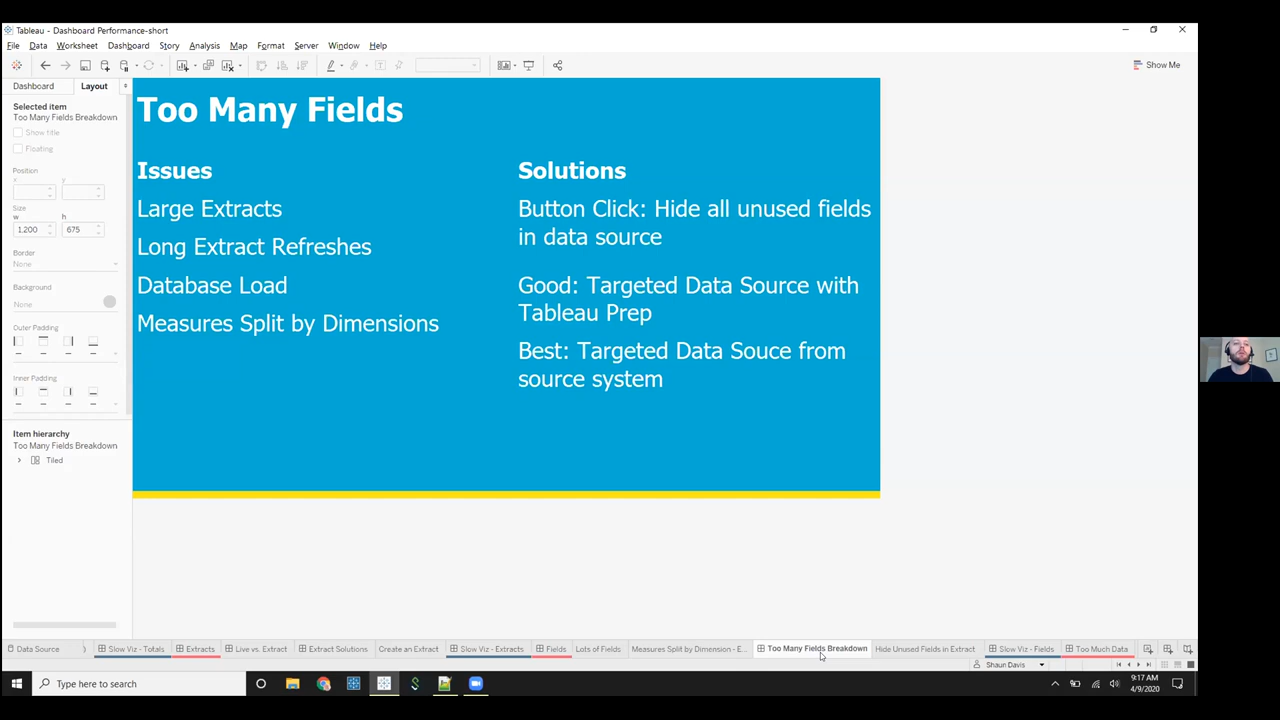 Tableau - Dashboard Performance-short
File Data Worksheet Dashboard Story Analysis Map Format Server Window Help
Show Me
Dashboard Layout
Selected item
Too Many Fields Breakdown
Show title
Floating
Position
x y
Size
w h
1,200 675
Border
None
Background
None
Outer Padding
Inner Padding
Item hierarchy
Too Many Fields Breakdown
Tiled
Too Many Fields
Issues
Large Extracts
Long Extract Refreshes
Database Load
Measures Split by Dimensions
Solutions
Button Click: Hide all unused fields
in data source
Good: Targeted Data Source with
Tableau Prep
Best: Targeted Data Souce from
source system
Data Source Slow Viz - Totals Extracts Live vs. Extract Extract Solutions Create an Extract Slow Viz - Extracts Fields Lots of Fields Measures Split by Dimension - E... Too Many Fields Breakdown Hide Unused Fields in Extract Slow Viz - Fields Too Much Data
Shaun Davis
Type here to search
9:17 AM
4/9/2020